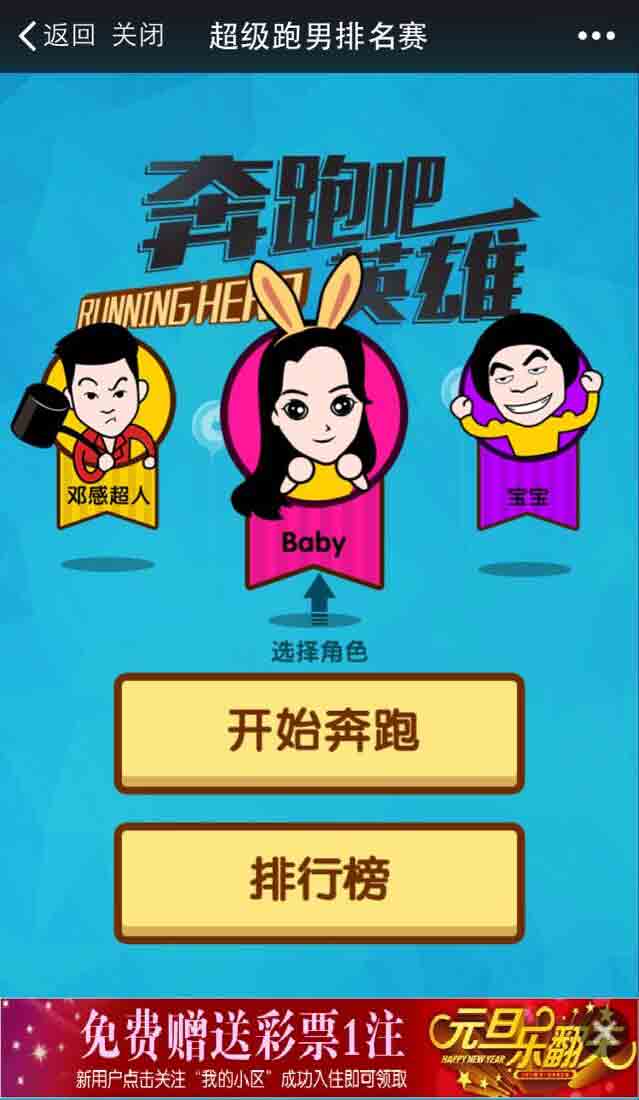 返回 关闭 超级跑男排名赛
奔跑吧
英雄
RUNNING HERO
邓感超人
Baby
宝宝
选择角色
开始奔跑
排行榜
免费赠送彩票1注
新用户点击关注“我的小区”成功入住即可领取
元旦乐翻天
HAPPY NEW YEAR